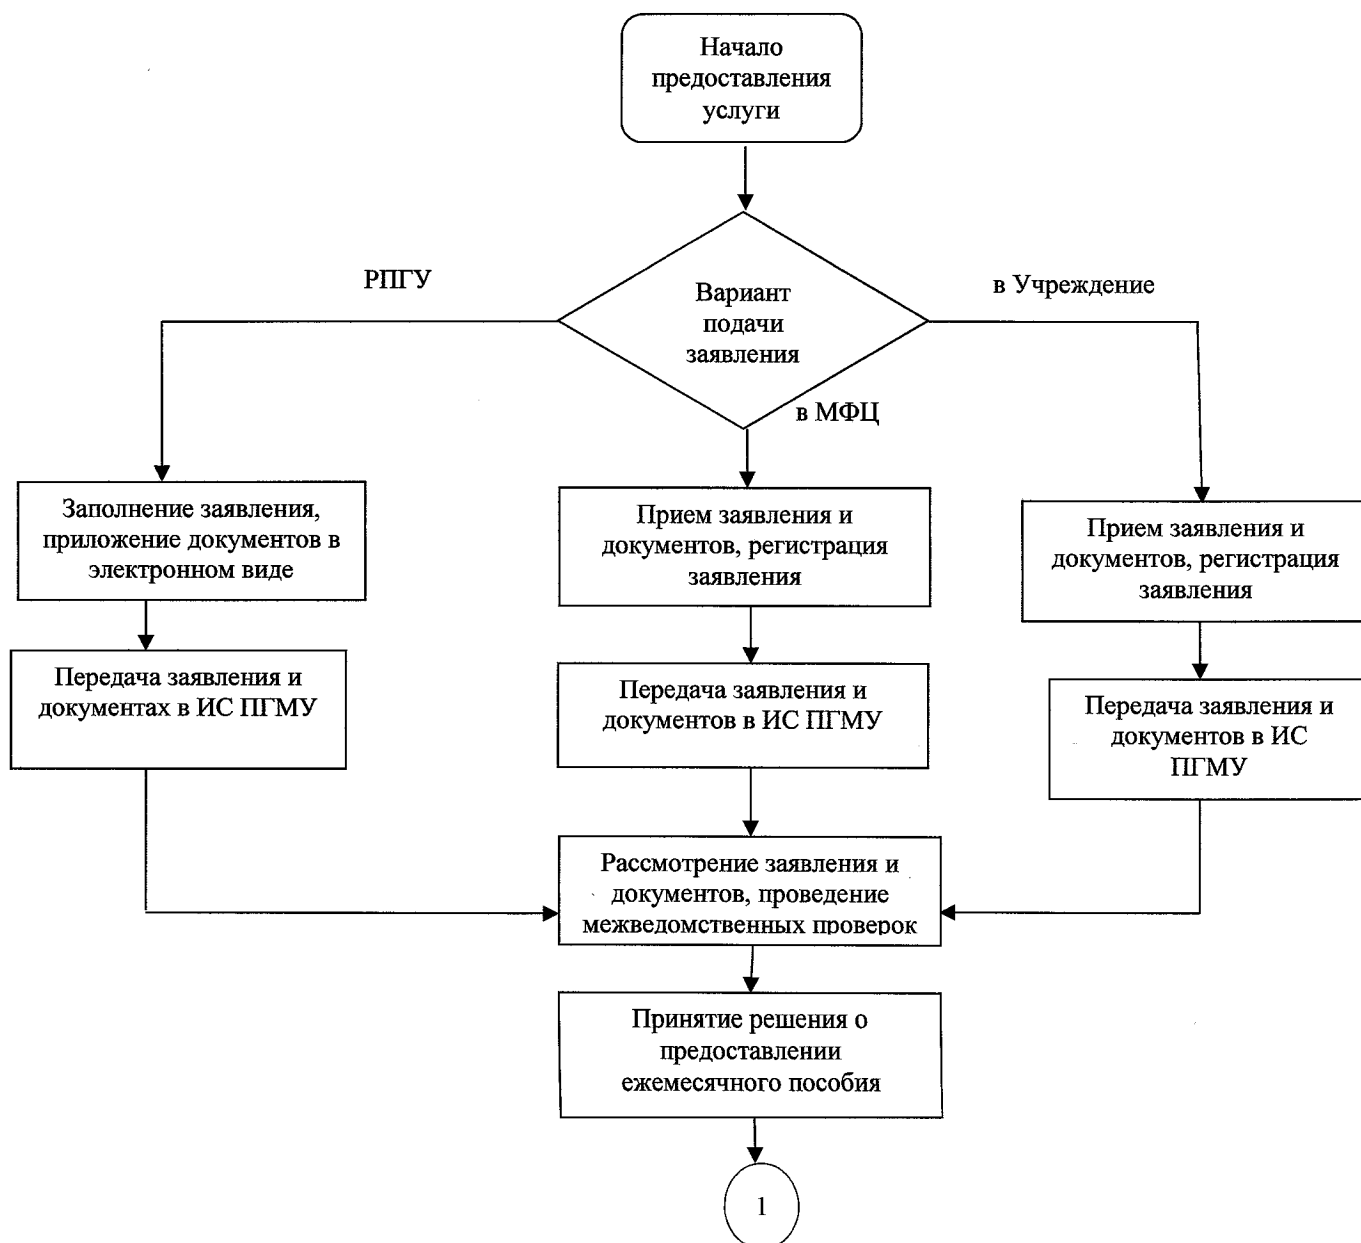 Начало
предоставления
услуги
РПГУ
в Учреждение
Вариант
подачи
заявления
в МФЦ
Заполнение заявления,
приложение документов в
электронном виде
Прием заявления и
документов, регистрация
заявления
Прием заявления и
документов, регистрация
заявления
Передача заявления и
документах в ИС ПГМУ
Передача заявления и
документов в ИС ПГМУ
Передача заявления и
документов в ИС
ПГМУ
Рассмотрение заявления и
документов, проведение
межведомственных проверок
Принятие решения о
предоставлении
ежемесячного пособия
1